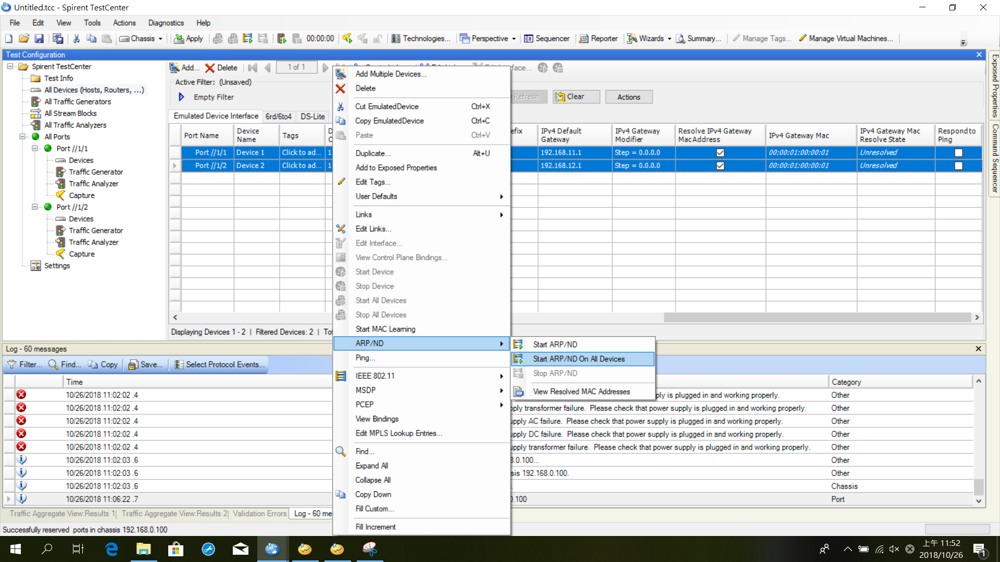 Untitled.tcc - Spirent TestCenter
File Edit View Tools Actions Diagnostics Help
Chassis Apply 00:00:00 Technologies... Perspective Sequencer Reporter Wizards Summary... Manage Tags... Manage Virtual Machines...
Test Configuration
Exposed Properties
Command Sequencer
Spirent TestCenter
Test Info
All Devices (Hosts, Routers, ...)
All Traffic Generators
All Stream Blocks
All Traffic Analyzers
All Ports
Port //1/1
Devices
Traffic Generator
Traffic Analyzer
Capture
Port //1/2
Devices
Traffic Generator
Traffic Analyzer
Capture
Settings
Add... Delete 1 of 1
Active Filter: (Unsaved)
Empty Filter
Refresh Clear Actions
Emulated Device Interface 6rd/6to4 DS-Lite
Port Name Device Name Tags efix IPv4 Default Gateway IPv4 Gateway Modifier Resolve IPv4 Gateway MacAddress IPv4 Gateway Mac IPv4 Gateway Mac Resolve State Respond to Ping
Port //1/1 Device 1 Click to ad... 1 192.168.11.1 Step = 0.0.0.0 00:00:01:00:00:01 Unresolved
Port //1/2 Device 2 Click to ad... 1 192.168.12.1 Step = 0.0.0.0 00:00:01:00:00:01 Unresolved
Displaying Devices 1 - 2 | Filtered Devices: 2 | Tot
Add Multiple Devices...
Delete
Cut EmulatedDevice Ctrl+X
Copy EmulatedDevice Ctrl+C
Paste Ctrl+V
Duplicate... Alt+U
Add to Exposed Properties
Edit Tags...
User Defaults
Links
Edit Links...
Edit Interface...
View Control Plane Bindings...
Start Device
Stop Device
Start All Devices
Stop All Devices
Start MAC Learning
ARP/ND
Ping...
IEEE 802.11
MSDP
PCEP
View Bindings
Edit MPLS Lookup Entries...
Find...
Expand All
Collapse All
Copy Down
Fill Custom...
Fill Increment
Start ARP/ND
Start ARP/ND On All Devices
Stop ARP/ND
View Resolved MAC Addresses
Log - 60 messages
Filter... Find... Copy Save... Select Protocol Events...
Time Category
10/26/2018 11:02:02 .4 ply is plugged in and working properly. Other
10/26/2018 11:02:02 .4 pply transformer failure. Please check that power supply is plugged in and working properly. Other
10/26/2018 11:02:02 .4 upply AC failure. Please check that power supply is plugged in and working properly. Other
10/26/2018 11:02:02 .4 upply DC failure. Please check that power supply is plugged in and working properly. Other
10/26/2018 11:02:02 .4 upply transformer failure. Please check that power supply is plugged in and working properly. Other
10/26/2018 11:02:03 .6 8.0.100... Other
10/26/2018 11:02:03 .6 sis 192.168.0.100. Other
10/26/2018 11:02:03 .6 Chassis
10/26/2018 11:06:22 .7 0.100 Port
Traffic Aggregate View:Results 1| Traffic Aggregate View:Results 2| Validation Errors Log - 60 me
Successfully reserved ports in chassis 192.168.0.100
上午 11:52
2018/10/26
1